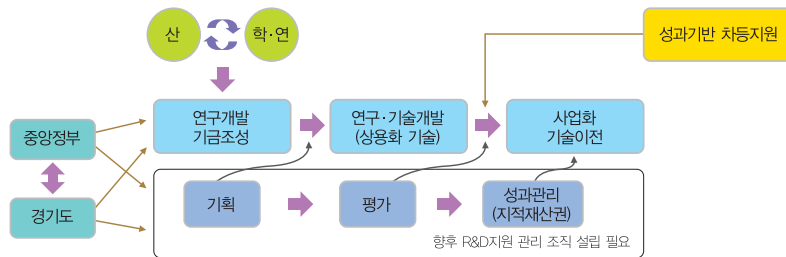 산
학·연
성과기반 차등지원
연구개발
기금조성
연구·기술개발
(상용화 기술)
사업화
기술이전
중앙정부
경기도
기획
평가
성과관리
(지적재산권)
향후 R&D지원 관리 조직 설립 필요